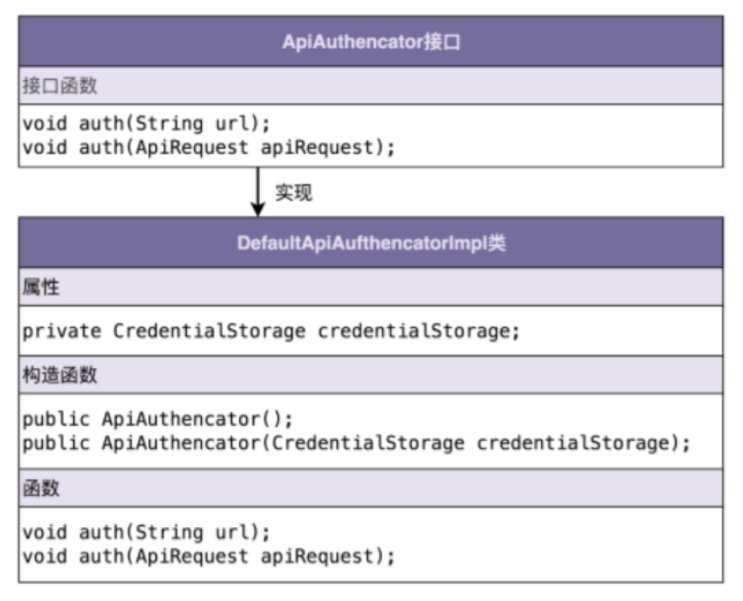 ApiAuthencator接口
接口函数
void auth(String url);
void auth(ApiRequest apiRequest);
实现
DefaultApiAufthencatorImpl类
属性
private CredentialStorage credentialStorage;
构造函数
public ApiAuthencator();
public ApiAuthencator(CredentialStorage credentialStorage);
函数
void auth(String url);
void auth(ApiRequest apiRequest);